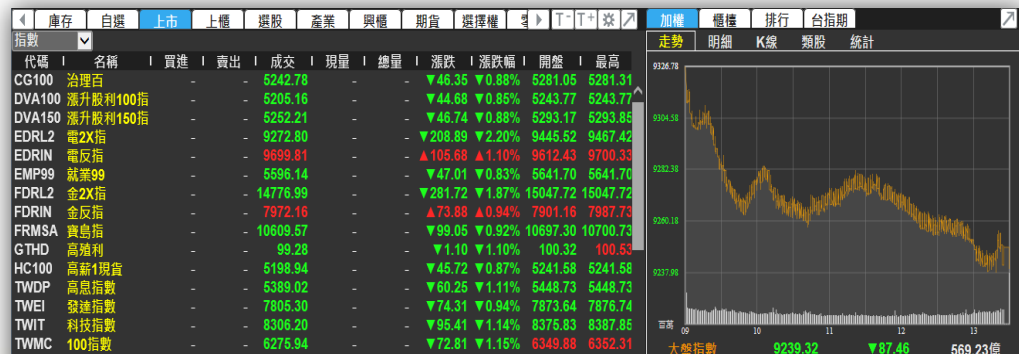 庫存 自選 上市 上櫃 選股 產業 興櫃 期貨 選擇權 T- T+
指數
代碼 名稱 買進 賣出 成交 現量 總量 漲跌 漲跌幅 開盤 最高
CG100 治理百 - - 5242.78 - - ▼46.35 ▼0.88% 5281.05 5281.31
DVA100 漲升股利100指 - - 5205.16 - - ▼44.68 ▼0.85% 5243.77 5243.77
DVA150 漲升股利150指 - - 5252.21 - - ▼46.74 ▼0.88% 5293.17 5293.85
EDRL2 電2X指 - - 9272.80 - - ▼208.89 ▼2.20% 9445.52 9467.42
EDRIN 電反指 - - 9699.81 - - ▲105.68 ▲1.10% 9612.43 9700.33
EMP99 就業99 - - 5596.14 - - ▼47.01 ▼0.83% 5641.70 5641.70
FDRL2 金2X指 - - 14776.99 - - ▼281.72 ▼1.87% 15047.72 15047.72
FDRIN 金反指 - - 7972.16 - - ▲73.88 ▲0.94% 7901.16 7987.73
FRMSA 寶島指 - - 10609.57 - - ▼99.05 ▼0.92% 10697.30 10700.73
GTHD 高殖利 - - 99.28 - - ▼1.10 ▼1.10% 100.32 100.53
HC100 高薪1現貨 - - 5198.94 - - ▼45.72 ▼0.87% 5241.58 5241.58
TWDP 高息指數 - - 5389.02 - - ▼60.25 ▼1.11% 5448.73 5448.73
TWEI 發達指數 - - 7805.30 - - ▼74.31 ▼0.94% 7873.64 7876.74
TWIT 科技指數 - - 8306.20 - - ▼95.41 ▼1.14% 8375.83 8387.85
TWMC 100指數 - - 6275.94 - - ▼72.81 ▼1.15% 6349.88 6352.31
加權 櫃檯 排行 台指期
走勢 明細 K線 類股 統計
9326.78
9304.58
9282.38
9260.18
9237.98
百萬
09 10 11 12 13
大盤指數 9239.32 ▼87.46 569.23億